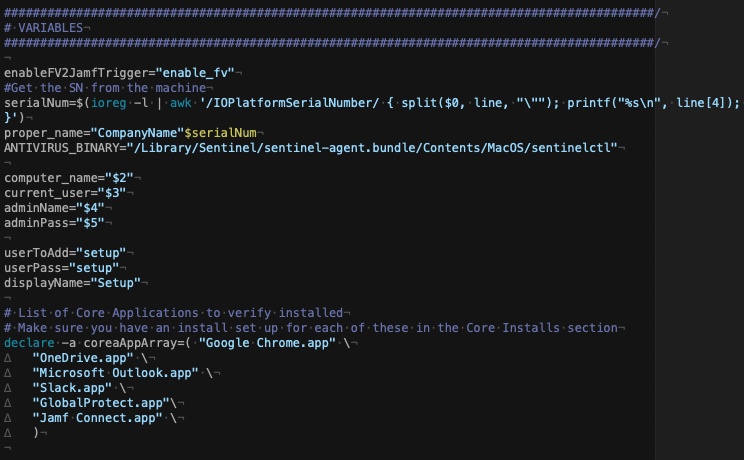 ##########################################################################################/
# VARIABLES
##########################################################################################/
enableFV2JamfTrigger="enable_fv"
#Get the SN from the machine
serialNum=$(ioreg -l | awk '/IOPlatformSerialNumber/ { split($0, line, "\""); printf("%s\n", line[4]);
}')
proper_name="CompanyName"$serialNum
ANTIVIRUS_BINARY="/Library/Sentinel/sentinel-agent.bundle/Contents/MacOS/sentinelctl"
computer_name="$2"
current_user="$3"
adminName="$4"
adminPass="$5"
userToAdd="setup"
userPass="setup"
displayName="Setup"
# List of Core Applications to verify installed
# Make sure you have an install set up for each of these in the Core Installs section
declare -a coreaAppArray=( "Google Chrome.app" \
"OneDrive.app" \
"Microsoft Outlook.app" \
"Slack.app" \
"GlobalProtect.app"\
"Jamf Connect.app" \
)